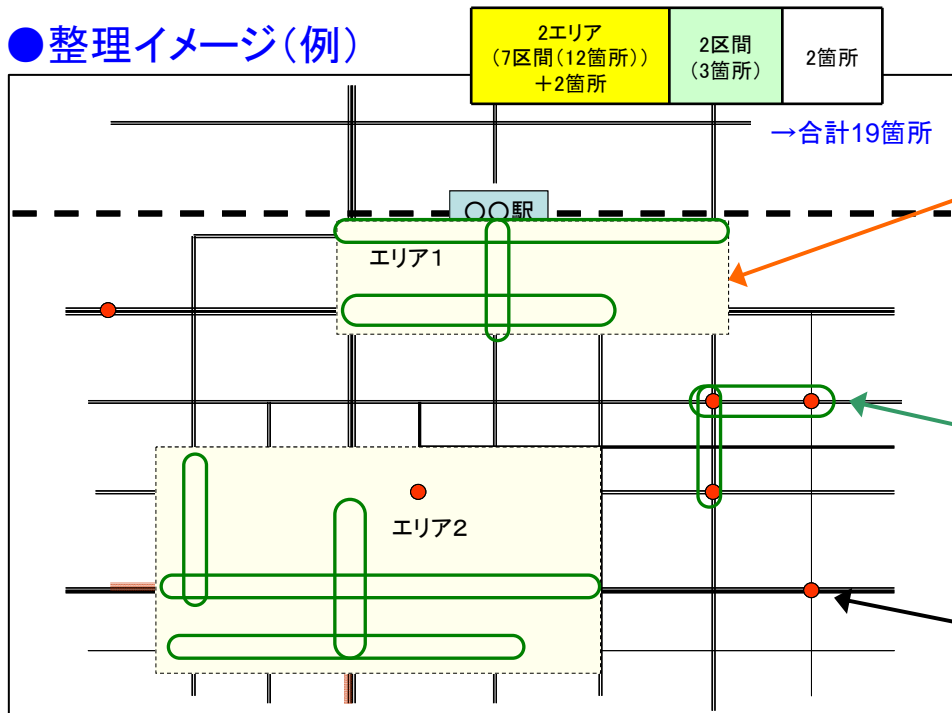 ●整理イメージ(例)
2エリア
(7区間(12箇所))
+2箇所
2区間
(3箇所)
2箇所
→合計19箇所
〇〇駅
エリア1
エリア2